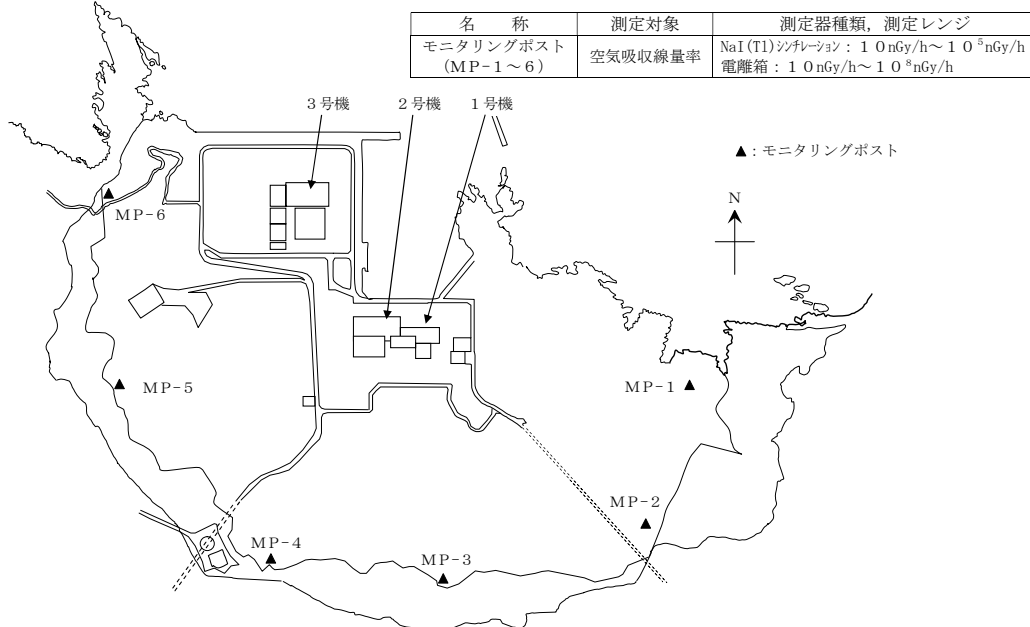 名　称　測定対象　測定器種類，測定レンジ
モニタリングポスト
（ＭＰ－１～６）
空気吸収線量率
NaI(Tl)ｼﾝﾁﾚｰｼｮﾝ：１０nGy/h～１０⁵nGy/h
電離箱：１０nGy/h～１０⁸nGy/h
３号機　２号機　１号機
▲：モニタリングポスト
ＭＰ－６
Ｎ
ＭＰ－５
ＭＰ－１
ＭＰ－２
ＭＰ－４
ＭＰ－３